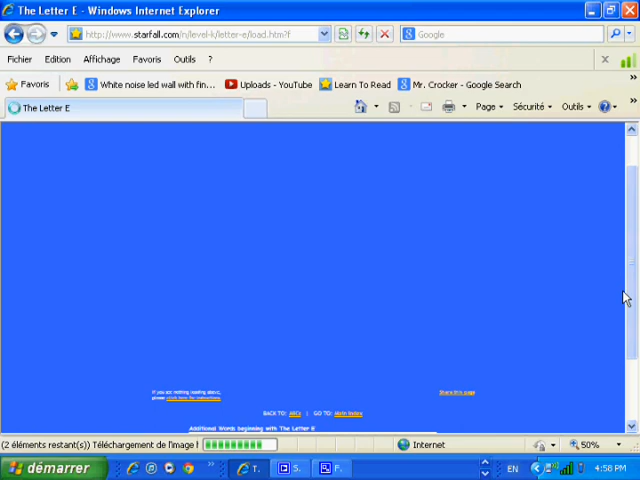 The Letter E - Windows Internet Explorer
http://www.starfall.com/n/level-k/letter-e/load.htm?f
Google
Fichier Edition Affichage Favoris Outils ?
Favoris White noise led wall with fin... Uploads - YouTube Learn To Read Mr. Crocker - Google Search
The Letter E
Page Sécurité Outils
If you see nothing loading above,
please click here for instructions.
Share this page
BACK TO: ABCs | GO TO: Main Index
Additional Words beginning with The Letter E
(2 éléments restant(s)) Téléchargement de l'image ! Internet 50%
démarrer T. S. F. EN 4:58 PM